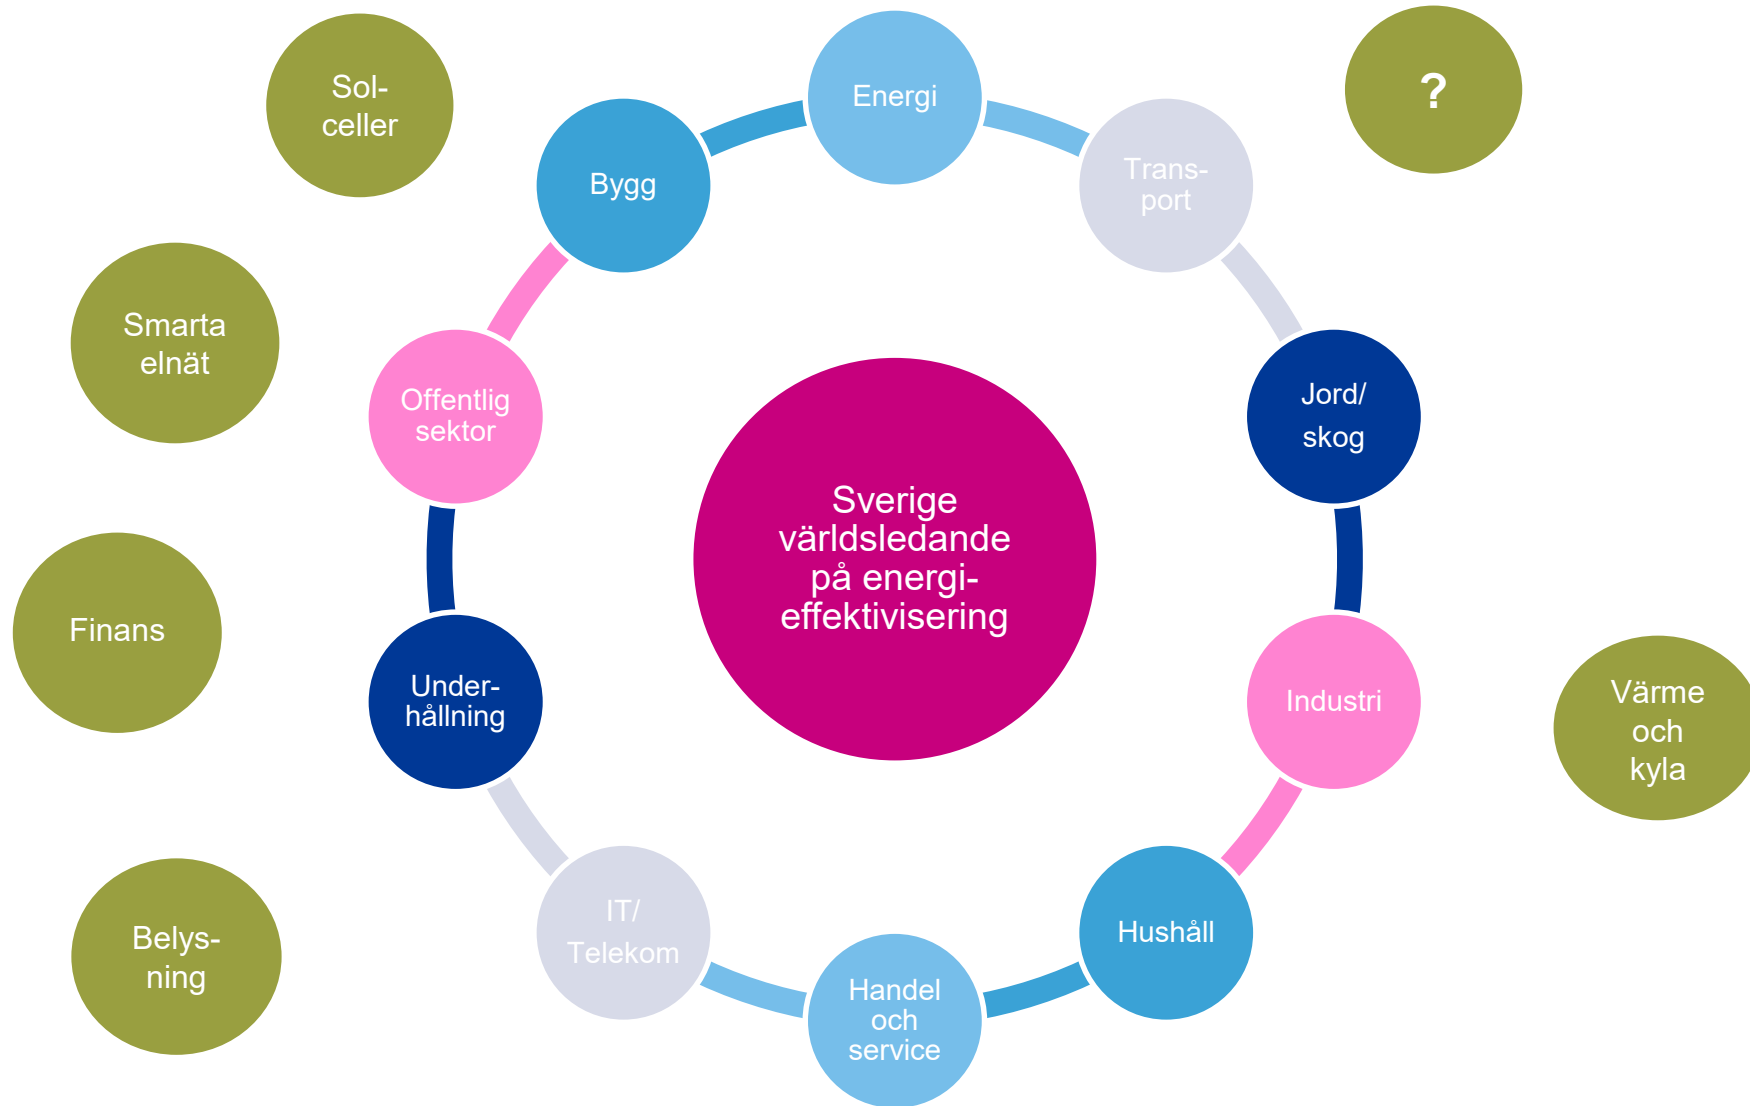 Sol-
celler
Energi
?
Bygg
Trans-
port
Smarta
elnät
Offentlig
sektor
Jord/
skog
Sverige
världsledande
på energi-
effektivisering
Finans
Under-
hållning
Industri
Värme
och
kyla
IT/
Telekom
Hushåll
Belys-
ning
Handel
och
service